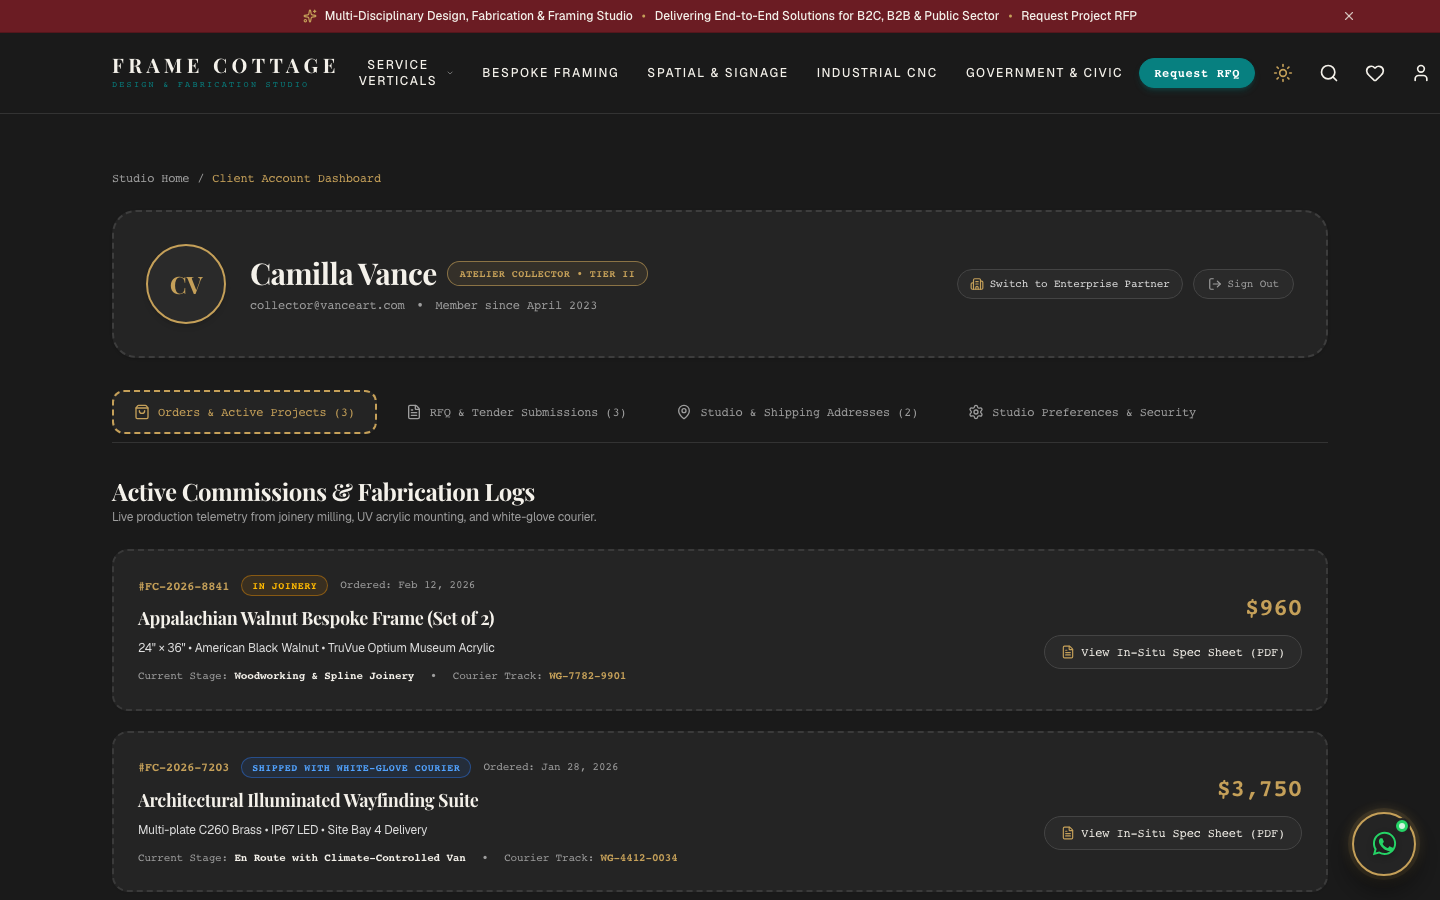 Multi-Disciplinary Design, Fabrication & Framing Studio • Delivering End-to-End Solutions for B2C, B2B & Public Sector • Request Project RFP
FRAME COTTAGE
DESIGN & FABRICATION STUDIO
SERVICE VERTICALS
BESPOKE FRAMING
SPATIAL & SIGNAGE
INDUSTRIAL CNC
GOVERNMENT & CIVIC
Request RFQ
Studio Home / Client Account Dashboard
CV
Camilla Vance
ATELIER COLLECTOR • TIER II
collector@vanceart.com • Member since April 2023
Switch to Enterprise Partner
Sign Out
Orders & Active Projects (3)
RFQ & Tender Submissions (3)
Studio & Shipping Addresses (2)
Studio Preferences & Security
Active Commissions & Fabrication Logs
Live production telemetry from joinery milling, UV acrylic mounting, and white-glove courier.
#FC-2026-8841 IN JOINERY Ordered: Feb 12, 2026
Appalachian Walnut Bespoke Frame (Set of 2)
24" × 36" • American Black Walnut • TruVue Optium Museum Acrylic
Current Stage: Woodworking & Spline Joinery • Courier Track: WG-7782-9901
$960
View In-Situ Spec Sheet (PDF)
#FC-2026-7203 SHIPPED WITH WHITE-GLOVE COURIER Ordered: Jan 28, 2026
Architectural Illuminated Wayfinding Suite
Multi-plate C260 Brass • IP67 LED • Site Bay 4 Delivery
Current Stage: En Route with Climate-Controlled Van • Courier Track: WG-4412-0034
$3,750
View In-Situ Spec Sheet (PDF)